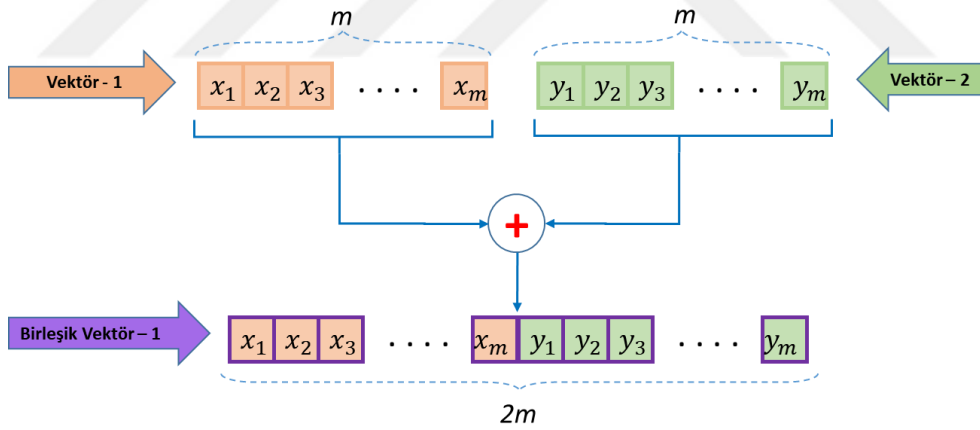 m m
Vektör - 1 x₁ x₂ x₃ . . . . xₘ y₁ y₂ y₃ . . . . yₘ Vektör – 2
+
Birleşik Vektör – 1 x₁ x₂ x₃ . . . . xₘ y₁ y₂ y₃ . . . . yₘ
2m